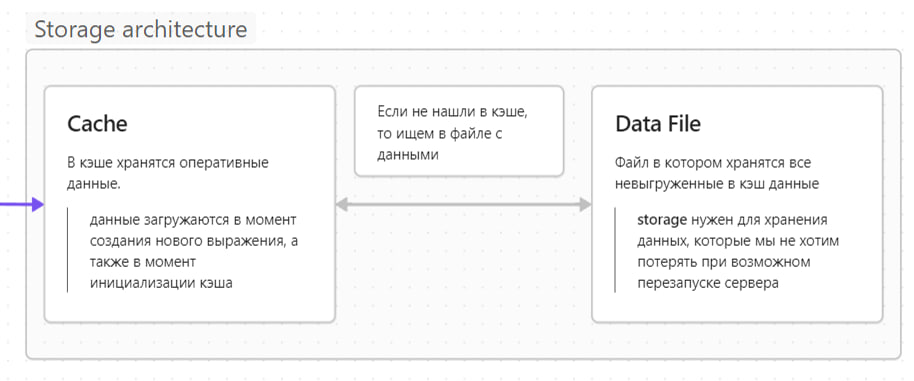 Storage architecture
Cache
В кэше хранятся оперативные
данные.
данные загружаются в момент
создания нового выражения, а
также в момент
инициализации кэша
Если не нашли в кэше,
то ищем в файле с
данными
Data File
Файл в котором хранятся все
невыгруженные в кэш данные
storage нужен для хранения
данных, которые мы не хотим
потерять при возможном
перезапуске сервера